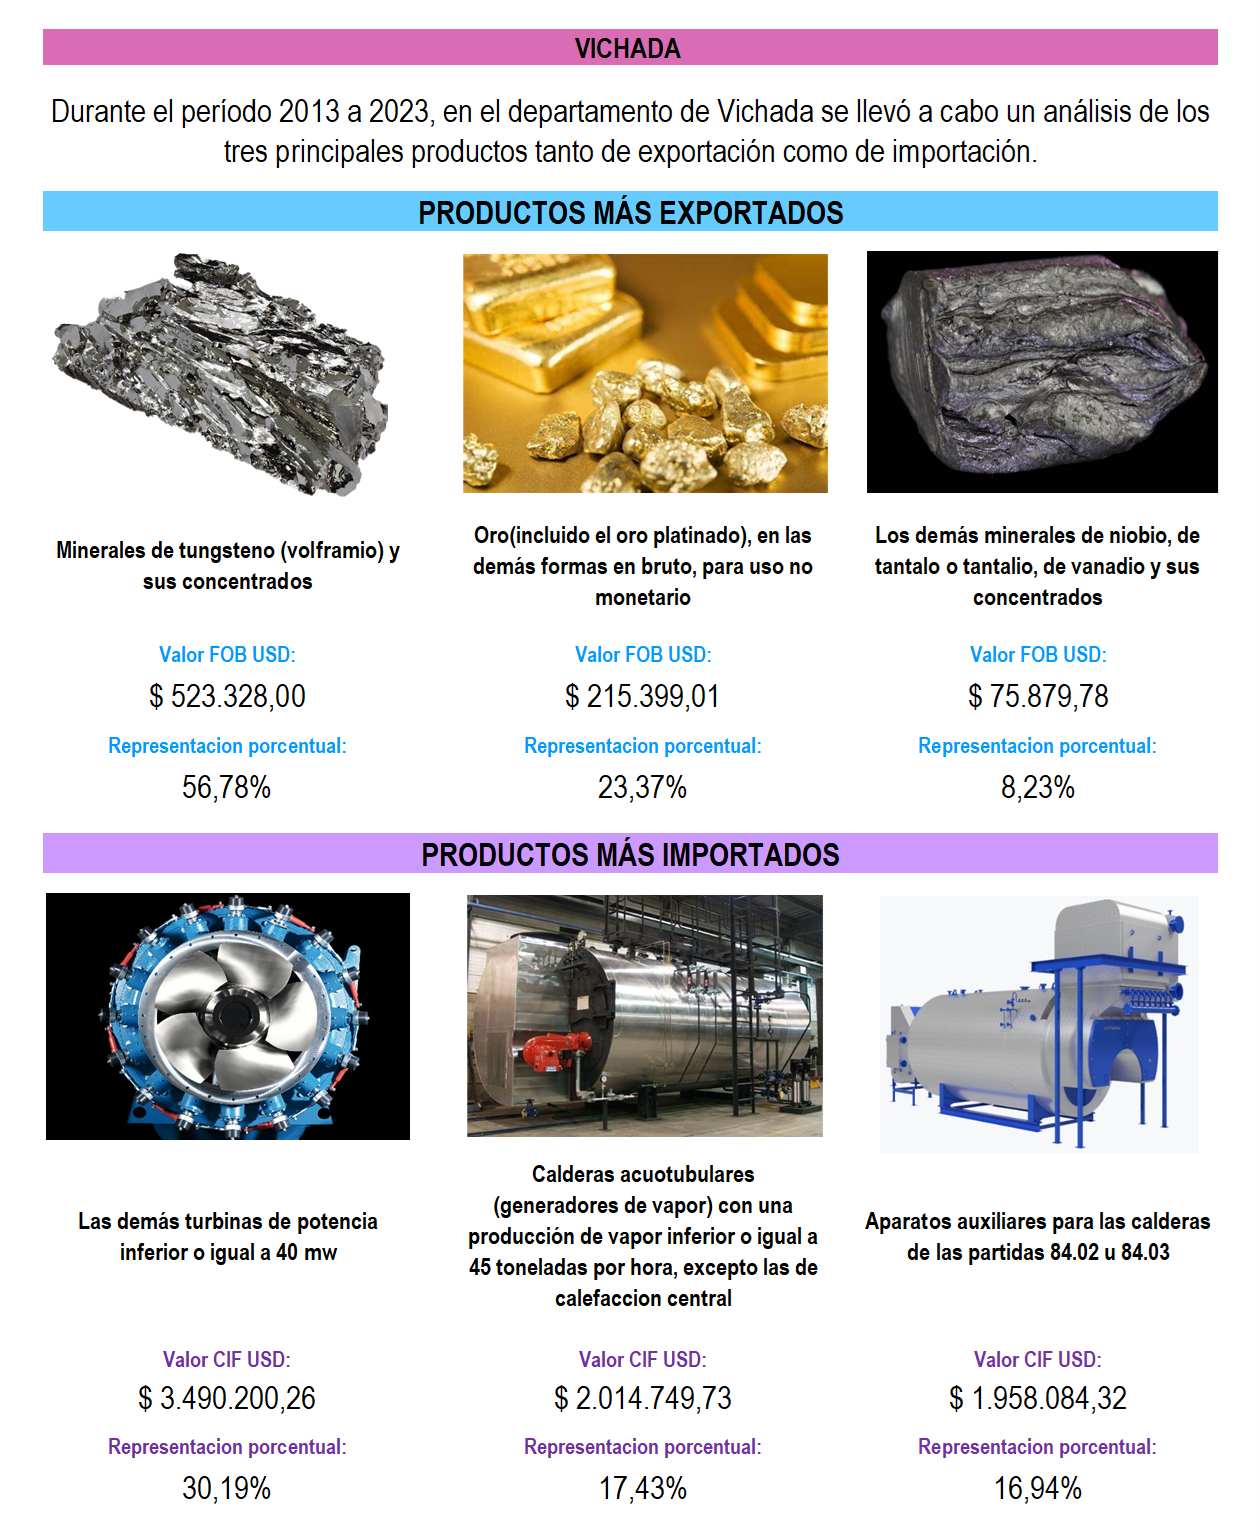 VICHADA
Durante el período 2013 a 2023, en el departamento de Vichada se llevó a cabo un análisis de los
tres principales productos tanto de exportación como de importación.
PRODUCTOS MÁS EXPORTADOS
Minerales de tungsteno (volframio) y
sus concentrados
Valor FOB USD:
$ 523.328,00
Representacion porcentual:
56,78%
Oro(incluido el oro platinado), en las
demás formas en bruto, para uso no
monetario
Valor FOB USD:
$ 215.399,01
Representacion porcentual:
23,37%
Los demás minerales de niobio, de
tantalo o tantalio, de vanadio y sus
concentrados
Valor FOB USD:
$ 75.879,78
Representacion porcentual:
8,23%
PRODUCTOS MÁS IMPORTADOS
Las demás turbinas de potencia
inferior o igual a 40 mw
Valor CIF USD:
$ 3.490.200,26
Representacion porcentual:
30,19%
Calderas acuotubulares
(generadores de vapor) con una
producción de vapor inferior o igual a
45 toneladas por hora, excepto las de
calefaccion central
Valor CIF USD:
$ 2.014.749,73
Representacion porcentual:
17,43%
Aparatos auxiliares para las calderas
de las partidas 84.02 u 84.03
Valor CIF USD:
$ 1.958.084,32
Representacion porcentual:
16,94%